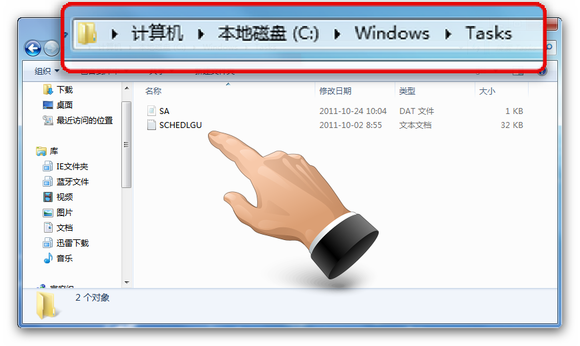 计算机 本地磁盘 (C:) Windows Tasks
组织
名称 修改日期 类型 大小
下载
桌面
最近访问的位置
库
IE文件夹
蓝牙文件
视频
图片
文档
迅雷下载
音乐
SA 2011-10-24 10:04 DAT 文件 1 KB
SCHEDLGU 2011-10-02 8:55 文本文档 32 KB
2 个对象